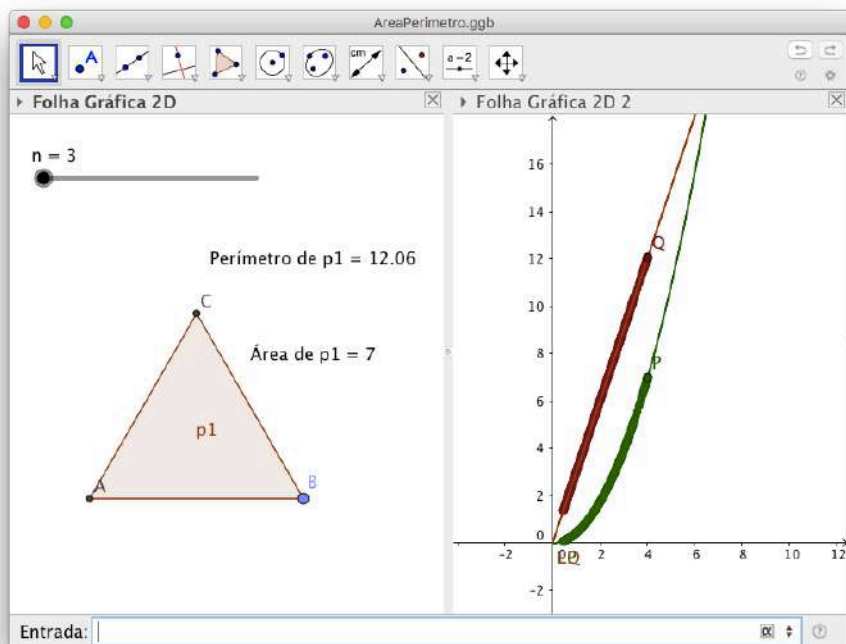 AreaPerimetro.ggb
A
cm
a=2
Folha Gráfica 2D
Folha Gráfica 2D 2
n = 3
Perímetro de p1 = 12.06
C
Área de p1 = 7
p1
A
B
16
14
12
10
8
6
4
2
0
-2
-2
2
4
6
8
10
12
Q
P
Entrada:
α